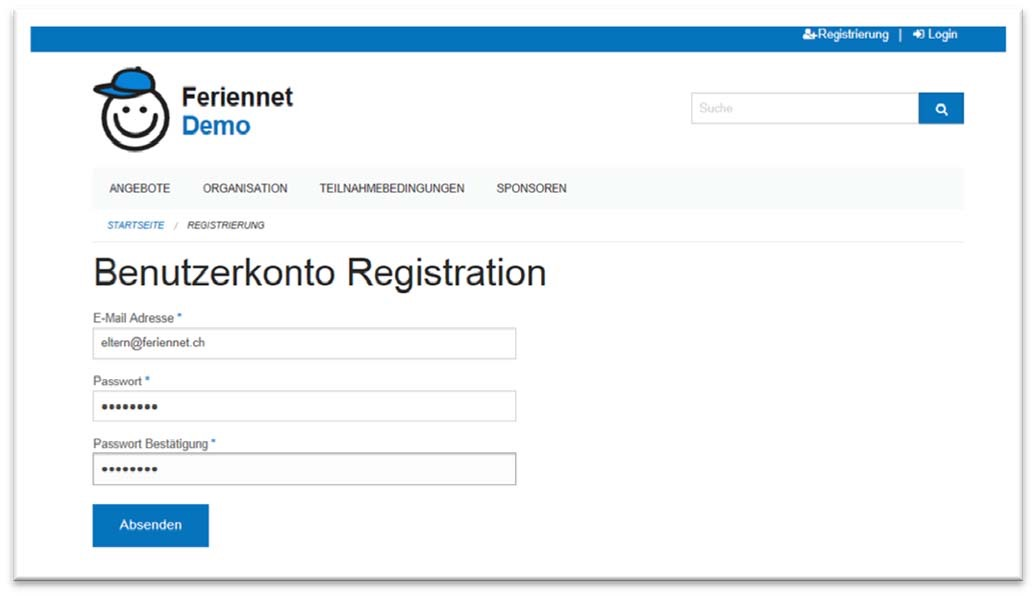 Registrierung | Login
Feriennet
Demo
Suche
ANGEBOTE ORGANISATION TEILNAHMEBEDINGUNGEN SPONSOREN
STARTSEITE / REGISTRIERUNG
Benutzerkonto Registration
E-Mail Adresse *
eltern@feriennet.ch
Passwort *
••••••••
Passwort Bestätigung *
••••••••
Absenden